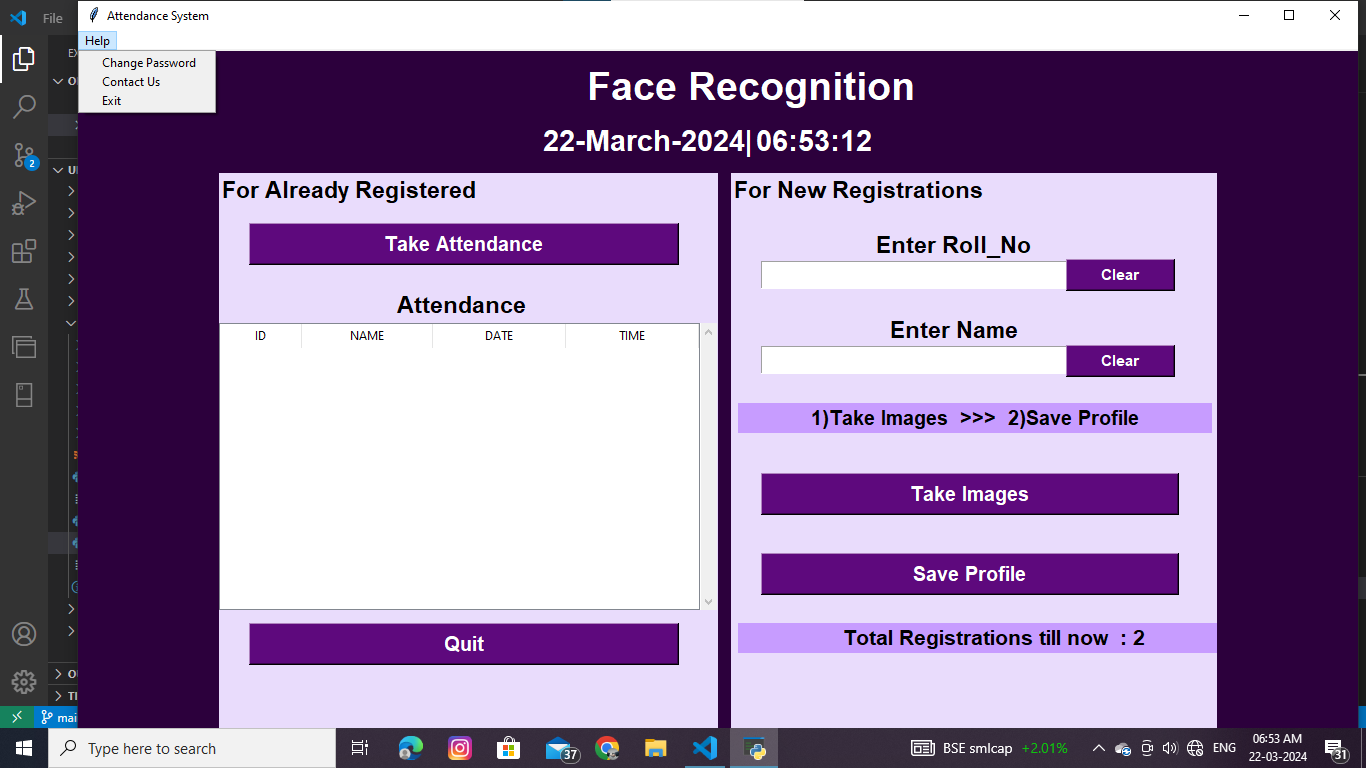 File
Attendance System
Help
Change Password
Contact Us
Exit
Face Recognition
22-March-2024| 06:53:12
For Already Registered
Take Attendance
Attendance
ID NAME DATE TIME
Quit
For New Registrations
Enter Roll_No
Clear
Enter Name
Clear
1)Take Images >>> 2)Save Profile
Take Images
Save Profile
Total Registrations till now : 2
2
mai
Type here to search
37
BSE smlcap +2.01%
ENG
06:53 AM
22-03-2024
31